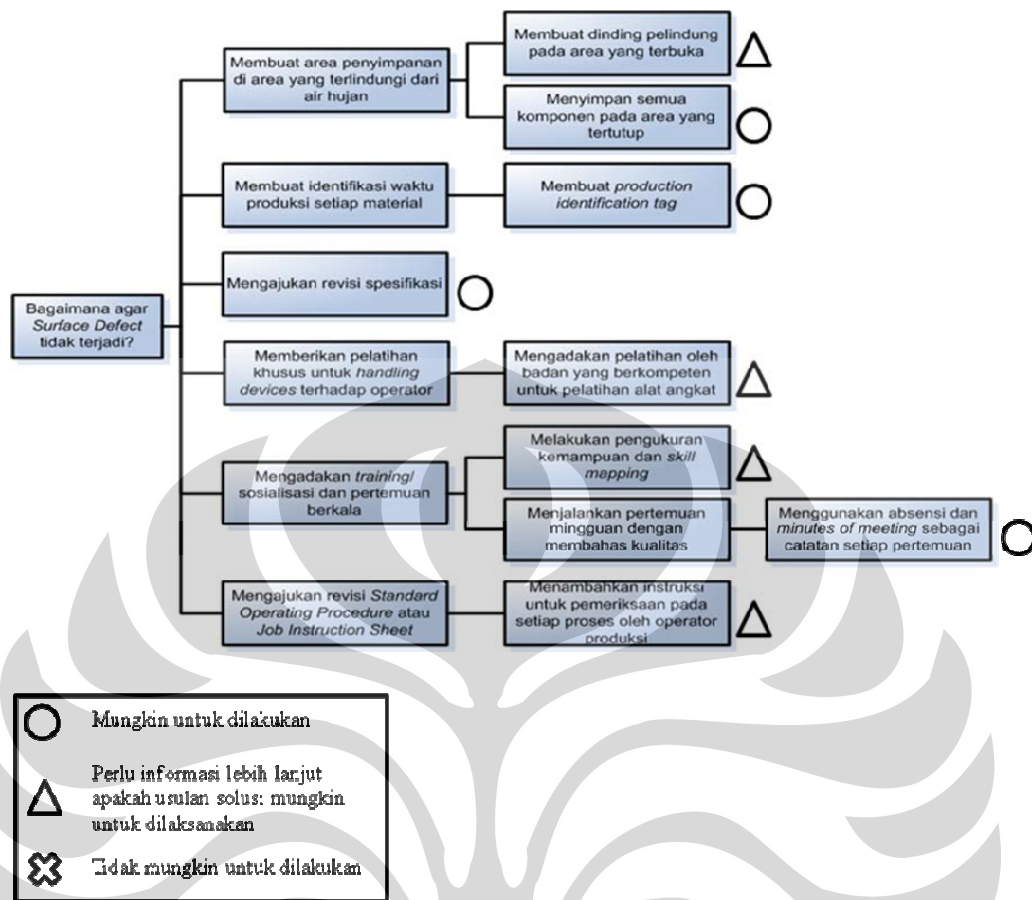 Membuat dinding pelindung
pada area yang terbuka
Membuat area penyimpanan
di area yang terlindungi dari
air hujan
Menyimpan semua
komponen pada area yang
tertutup
Membuat identifikasi waktu
produksi setiap material
Membuat production
identification tag
Mengajukan revisi spesifikasi
Bagaimana agar
Surface Defect
tidak terjadi?
Memberikan pelatihan
khusus untuk handling
devices terhadap operator
Mengadakan pelatihan oleh
badan yang berkompeten
untuk pelatihan alat angkat
Mengadakan training/
sosialisasi dan pertemuan
berkala
Melakukan pengukuran
kemampuan dan skill
mapping
Menjalankan pertemuan
mingguan dengan
membahas kualitas
Menggunakan absensi dan
minutes of meeting sebagai
catatan setiap pertemuan
Mengajukan revisi Standard
Operating Procedure atau
Job Instruction Sheet
Menambahkan instruksi
untuk pemeriksaan pada
setiap proses oleh operator
produksi
Mungkin untuk dilakukan
Perlu informasi lebih lanjut
apakah usulan solusi mungkin
untuk dilaksanakan
Tidak mungkin untuk dilakukan